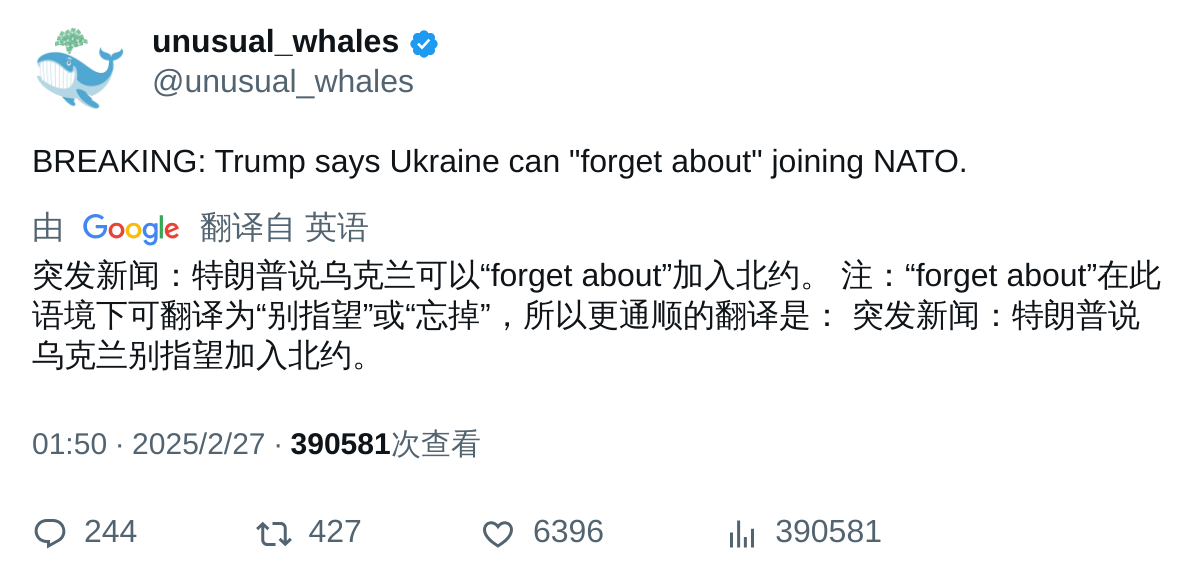 unusual_whales
@unusual_whales
BREAKING: Trump says Ukraine can "forget about" joining NATO.
由 Google 翻译自 英语
突发新闻：特朗普说乌克兰可以“forget about”加入北约。 注：“forget about”在此
语境下可翻译为“别指望”或“忘掉”，所以更通顺的翻译是： 突发新闻：特朗普说
乌克兰别指望加入北约。
01:50 · 2025/2/27 · 390581次查看
244 427 6396 390581